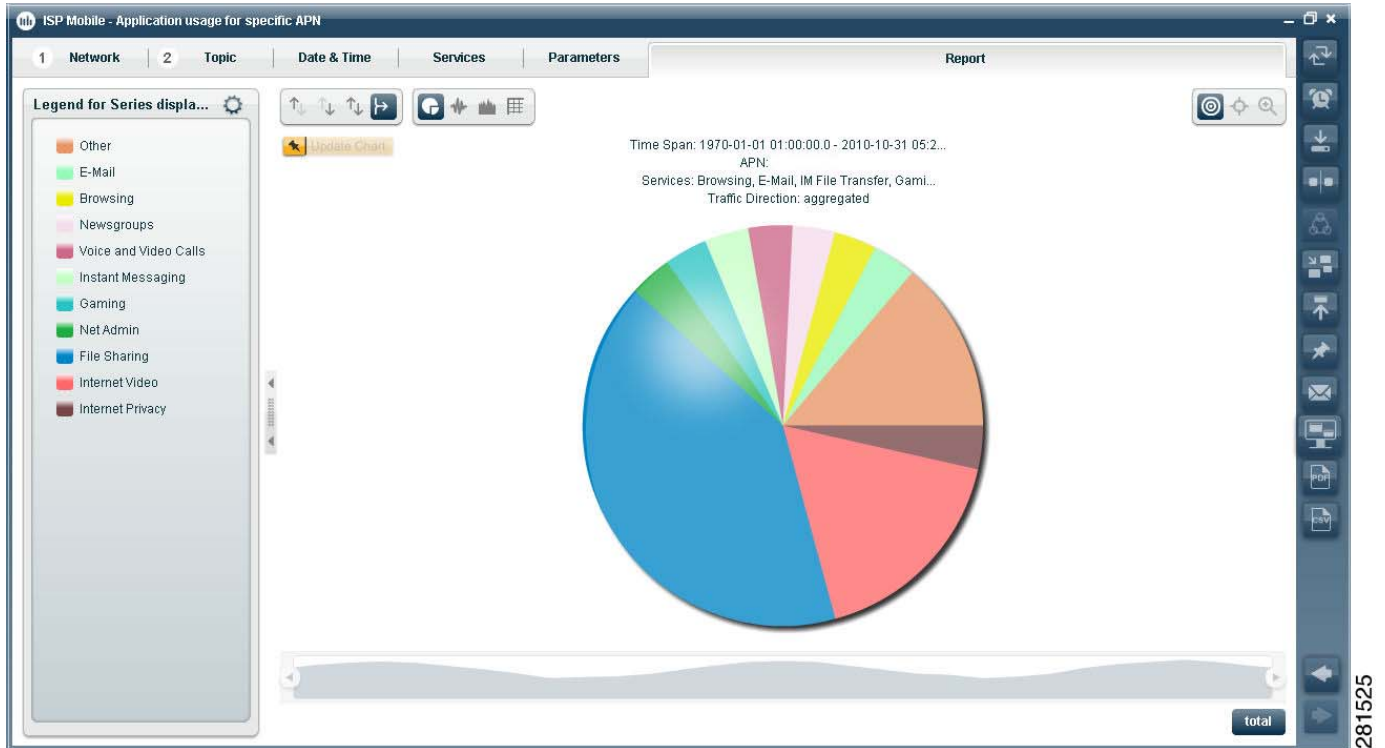 ISP Mobile - Application usage for specific APN
1 Network 2 Topic Date & Time Services Parameters Report
Legend for Series displa...
Other
E-Mail
Browsing
Newsgroups
Voice and Video Calls
Instant Messaging
Gaming
Net Admin
File Sharing
Internet Video
Internet Privacy
Update Chart
Time Span: 1970-01-01 01:00:00.0 - 2010-10-31 05:2...
APN:
Services: Browsing, E-Mail, IM File Transfer, Gami...
Traffic Direction: aggregated
PDF
CSV
total
281525